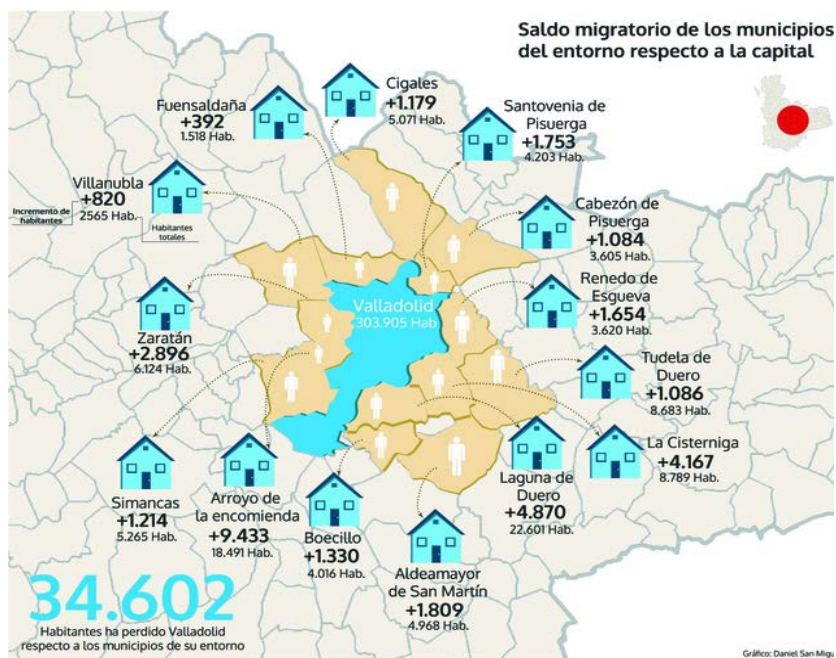 Saldo migratorio de los municipios
del entorno respecto a la capital
Cigales
+1.179
5.071 Hab.
Fuensaldaña
+392
1.518 Hab.
Santovenia de
Pisuerga
+1.753
4.203 Hab.
Villanubla
+820
2565 Hab.
Incremento de
habitantes
Habitantes
totales
Cabezón de
Pisuerga
+1.084
3.605 Hab.
Renedo de
Esgueva
+1.654
3.620 Hab.
Valladolid
303.905 Hab
Zaratán
+2.896
6.124 Hab.
Tudela de
Duero
+1.086
8.683 Hab.
La Cisterniga
+4.167
8.789 Hab.
Laguna de
Duero
+4.870
22.601 Hab.
Simancas
+1.214
5.265 Hab.
Arroyo de
la encomienda
+9.433
18.491 Hab.
Boecillo
+1.330
4.016 Hab.
Aldeamayor
de San Martín
+1.809
4.968 Hab.
34.602
Habitantes ha perdido Valladolid
respecto a los municipios de su entorno
Gráfico: Daniel San Migu